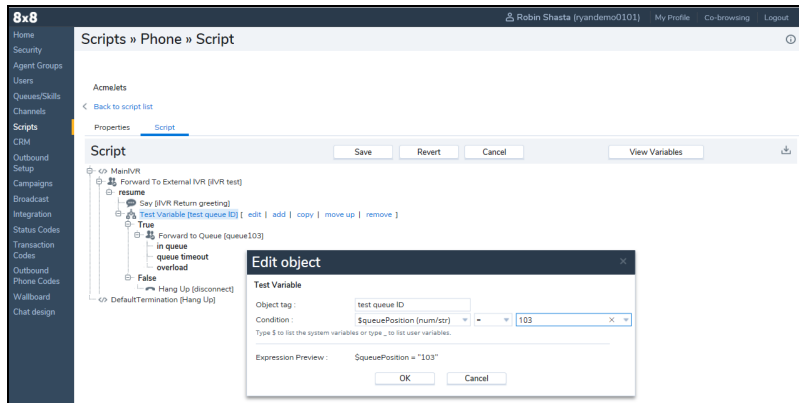 8x8
Robin Shasta (ryandemo0101) My Profile Co-browsing Logout
Home
Security
Agent Groups
Users
Queues/Skills
Channels
Scripts
CRM
Outbound
Setup
Campaigns
Broadcast
Integration
Status Codes
Transaction
Codes
Outbound
Phone Codes
Wallboard
Chat design
Scripts » Phone » Script
AcmeJets
Back to script list
Properties Script
Script Save Revert Cancel View Variables
MainIVR
Forward To External IVR [iIVR test]
resume
Say [iIVR Return greeting]
Test Variable [test queue ID] [ edit | add | copy | move up | remove ]
True
Forward to Queue [queue103]
in queue
queue timeout
overload
False
Hang Up [disconnect]
DefaultTermination [Hang Up]
Edit object
Test Variable
Object tag : test queue ID
Condition : $queuePosition (num/str) = 103
Type $ to list the system variables or type _ to list user variables.
Expression Preview : $queuePosition = "103"
OK Cancel